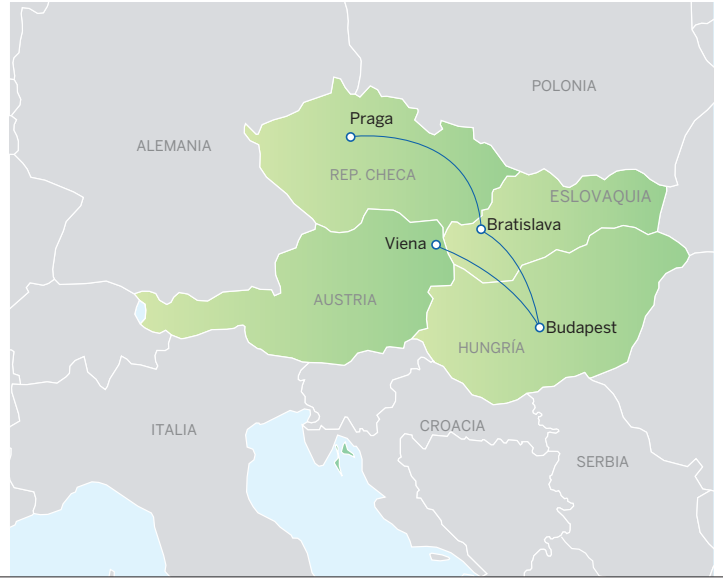 POLONIA
Praga
ALEMANIA
REP. CHECA
ESLOVAQUIA
Bratislava
Viena
AUSTRIA
Budapest
HUNGRÍA
CROACIA
ITALIA
SERBIA